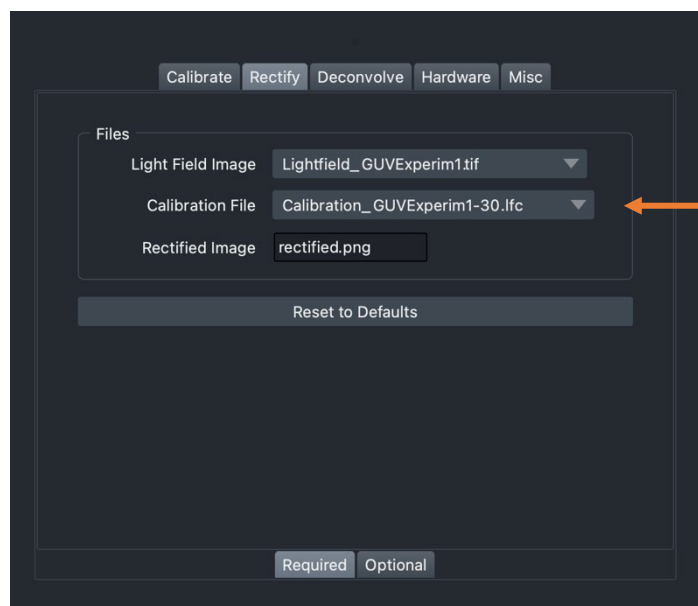 Calibrate Rectify Deconvolve Hardware Misc
Files
Light Field Image Lightfield_GUVExperim1.tif
Calibration File Calibration_GUVExperim1-30.lfc
Rectified Image rectified.png
Reset to Defaults
Required Optional